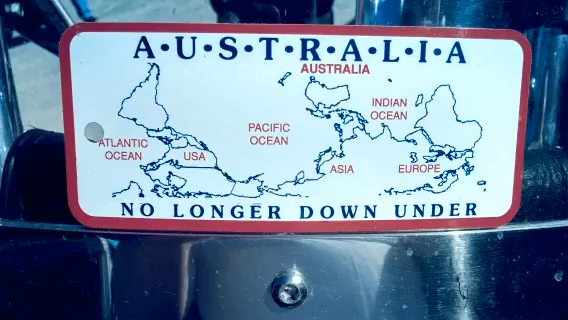 A·U·S·T·R·A·L·I·A
AUSTRALIA
INDIAN
OCEAN
PACIFIC
OCEAN
ATLANTIC
OCEAN
USA
ASIA
EUROPE
NO LONGER DOWN UNDER